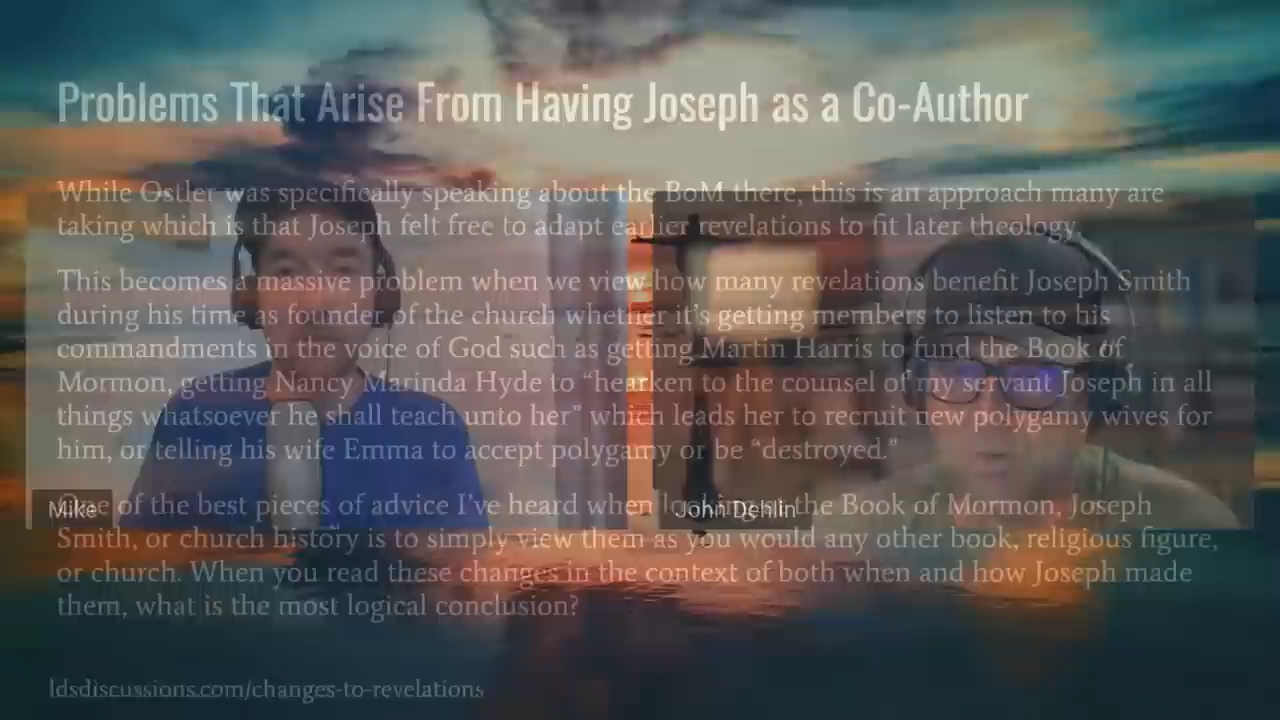 Problems That Arise From Having Joseph as a Co-Author
While Ostler was specifically speaking about the BoM there, this is an approach many are
taking which is that Joseph felt free to adapt earlier revelations to fit later theology.
This becomes a massive problem when we view how many revelations benefit Joseph Smith
during his time as founder of the church whether it's getting members to listen to his
commandments in the voice of God such as getting Martin Harris to fund the Book of
Mormon, getting Nancy Marinda Hyde to “hearken to the counsel of my servant Joseph in all
things whatsoever he shall teach unto her” which leads her to recruit new polygamy wives for
him, or telling his wife Emma to accept polygamy or be “destroyed.”
One of the best pieces of advice I've heard when looking the Book of Mormon, Joseph
Smith, or church history is to simply view them as you would any other book, religious figure,
or church. When you read these changes in the context of both when and how Joseph made
them, what is the most logical conclusion?
Mike
John Dehlin
ldsdiscussions.com/changes-to-revelations